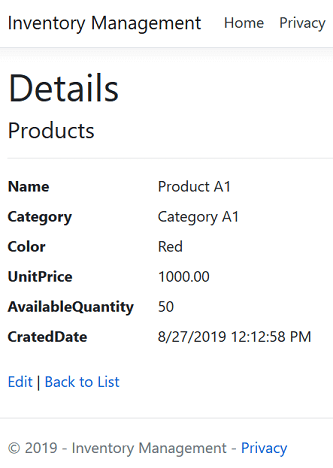 Inventory Management Home Privacy
Details
Products
Name Product A1
Category Category A1
Color Red
UnitPrice 1000.00
AvailableQuantity 50
CratedDate 8/27/2019 12:12:58 PM
Edit | Back to List
© 2019 - Inventory Management - Privacy